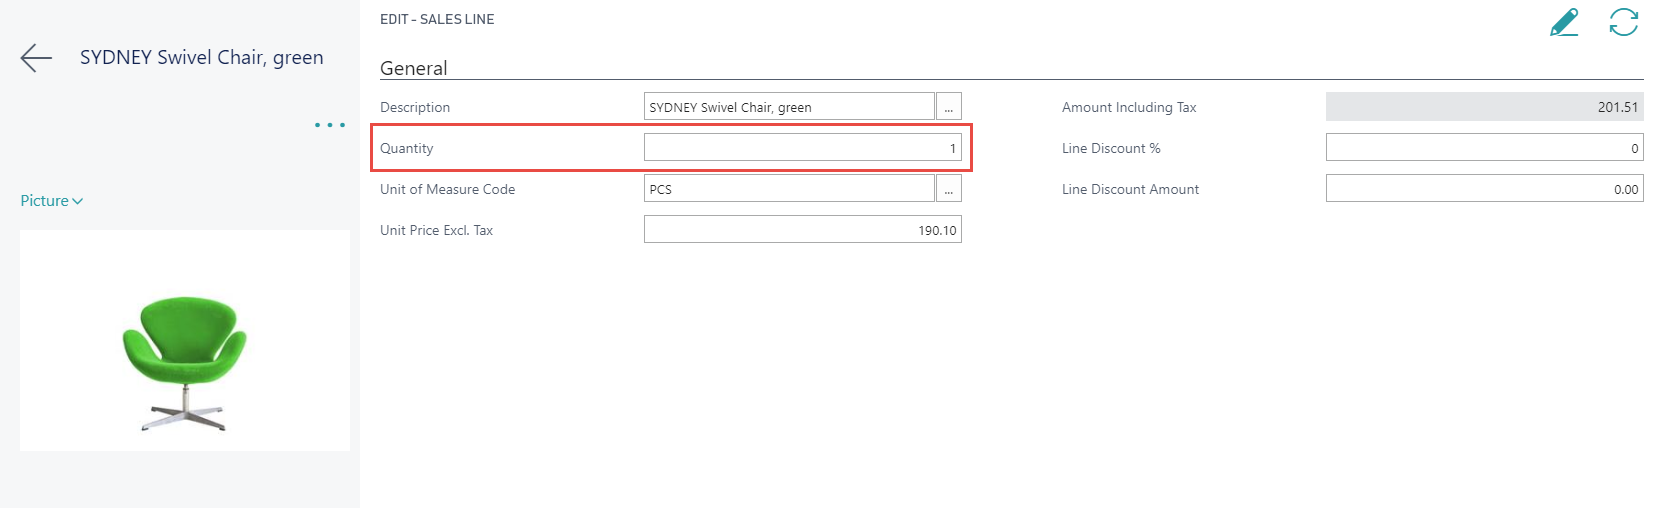 EDIT - SALES LINE
SYDNEY Swivel Chair, green
General
Description
SYDNEY Swivel Chair, green
...
Amount Including Tax
201.51
Quantity
1
Line Discount %
0
Unit of Measure Code
PCS
...
Line Discount Amount
0.00
Picture
Unit Price Excl. Tax
190.10